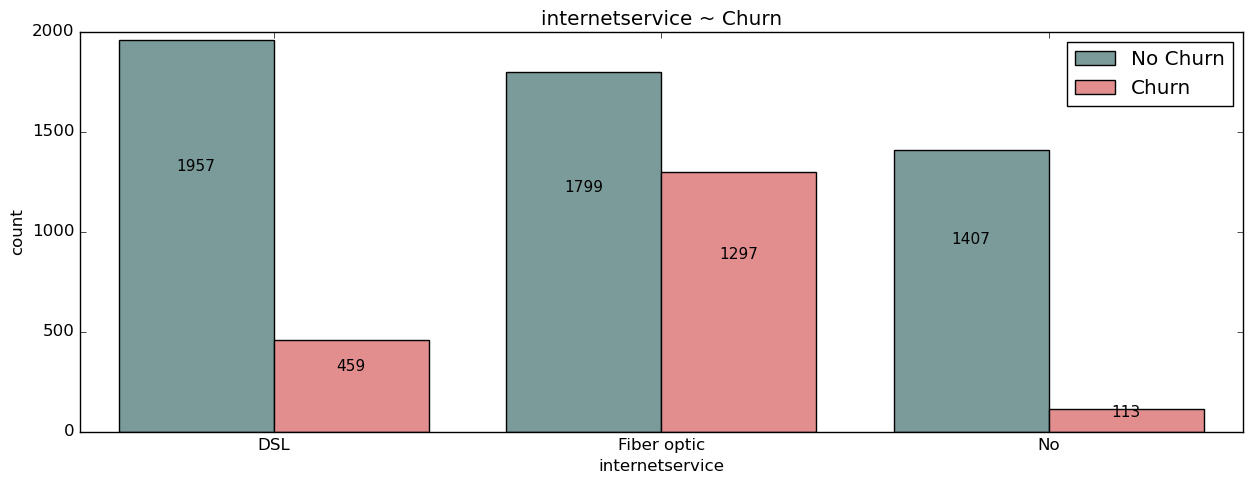 internetservice ~ Churn
2000
1500
1000
500
0
count
No Churn
Churn
1957
459
1799
1297
1407
113
DSL
Fiber optic
No
internetservice